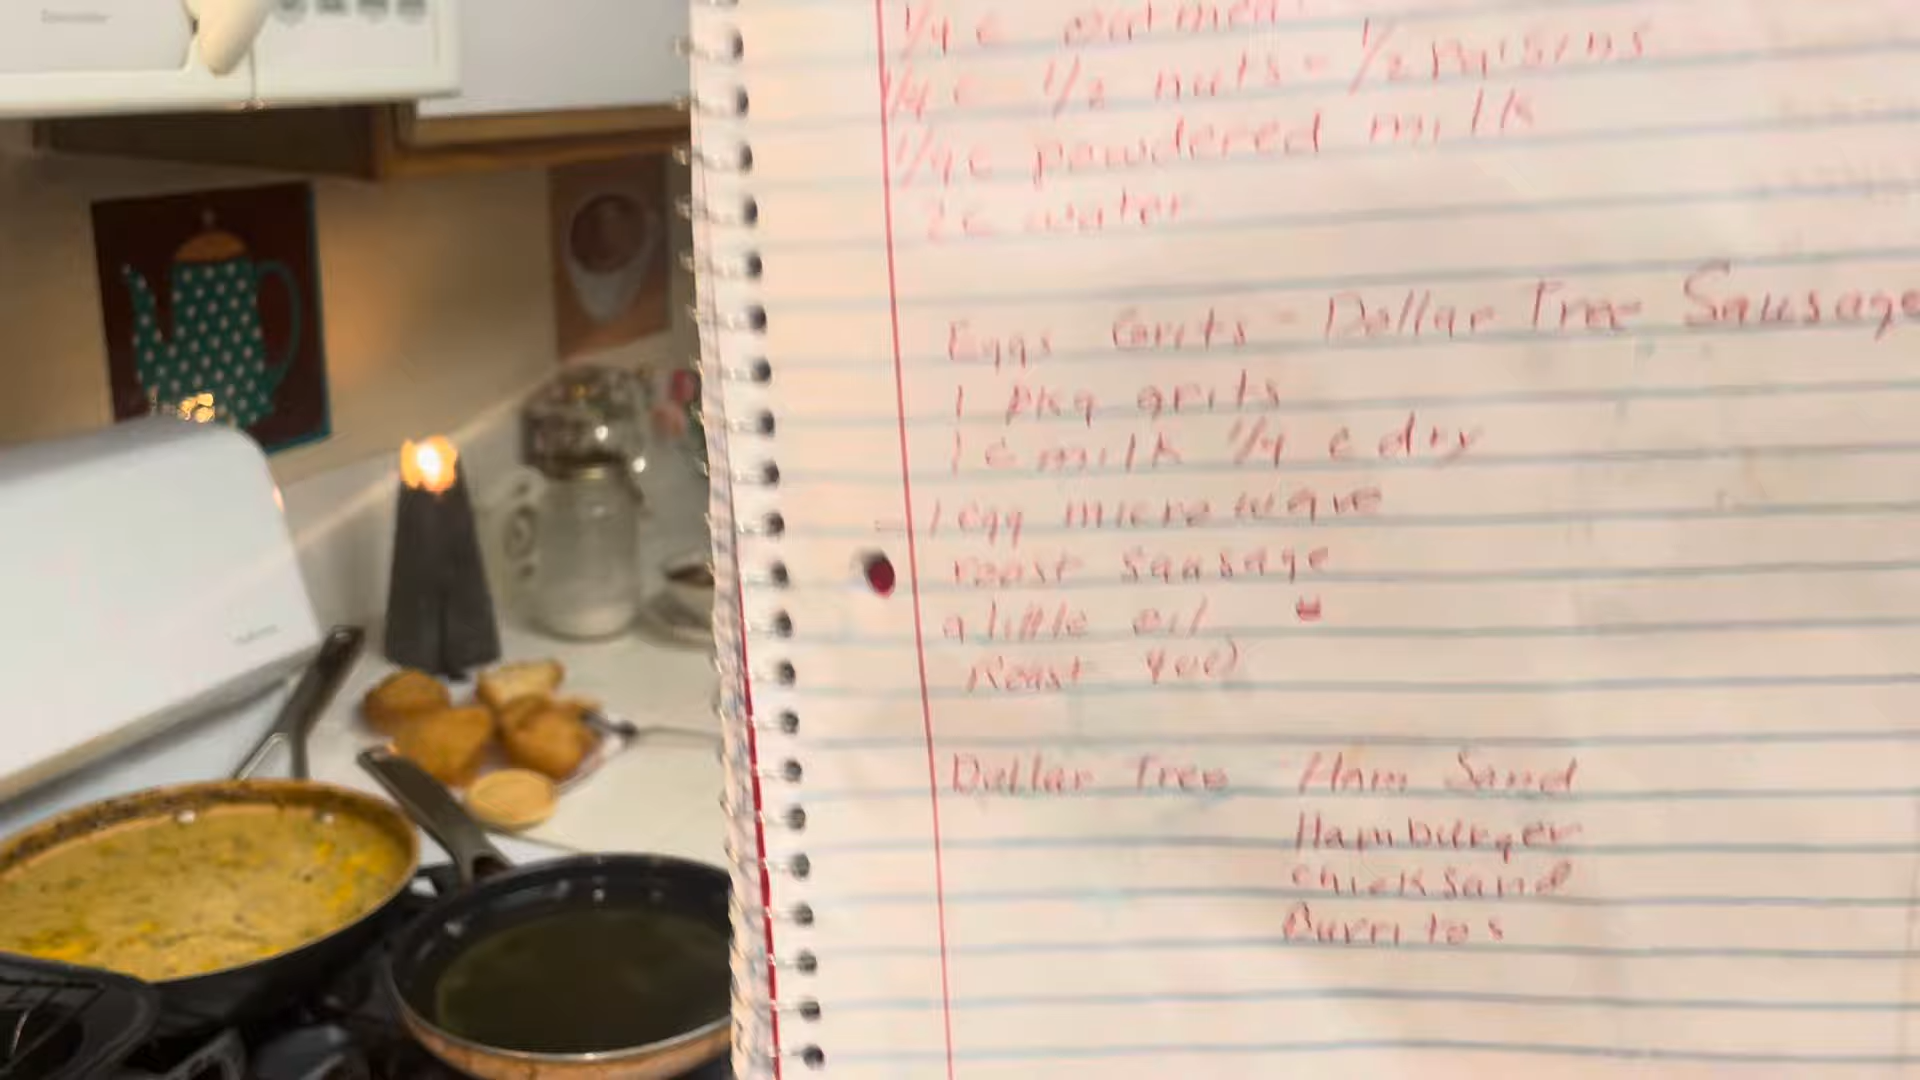 1/4 c oatmeal
1/4 c 1/2 nuts - 1/2 raisins
1/4 c powdered milk
2 c water
Eggs Grits - Dollar Tree Sausage
1 pkg grits
1 c milk 1/4 c dry
1 egg microwave
roast sausage
a little oil
Roast 400
Dollar Tree Ham Sand
Hamburger
chick sand
Burritos